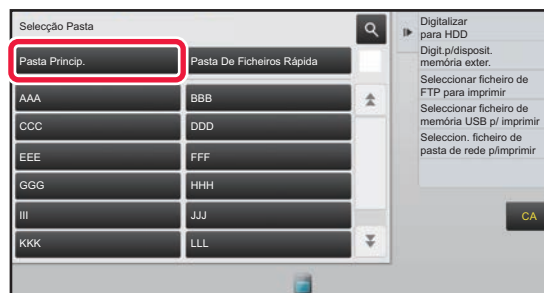 Selecção Pasta
Pasta Princip.
Pasta De Ficheiros Rápida
AAA
BBB
CCC
DDD
EEE
FFF
GGG
HHH
III
JJJ
KKK
LLL
Digitalizar
para HDD
Digit.p/disposit.
memória exter.
Seleccionar ficheiro de
FTP para imprimir
Seleccionar ficheiro de
memória USB p/ imprimir
Seleccion. ficheiro de
pasta de rede p/imprimir
CA